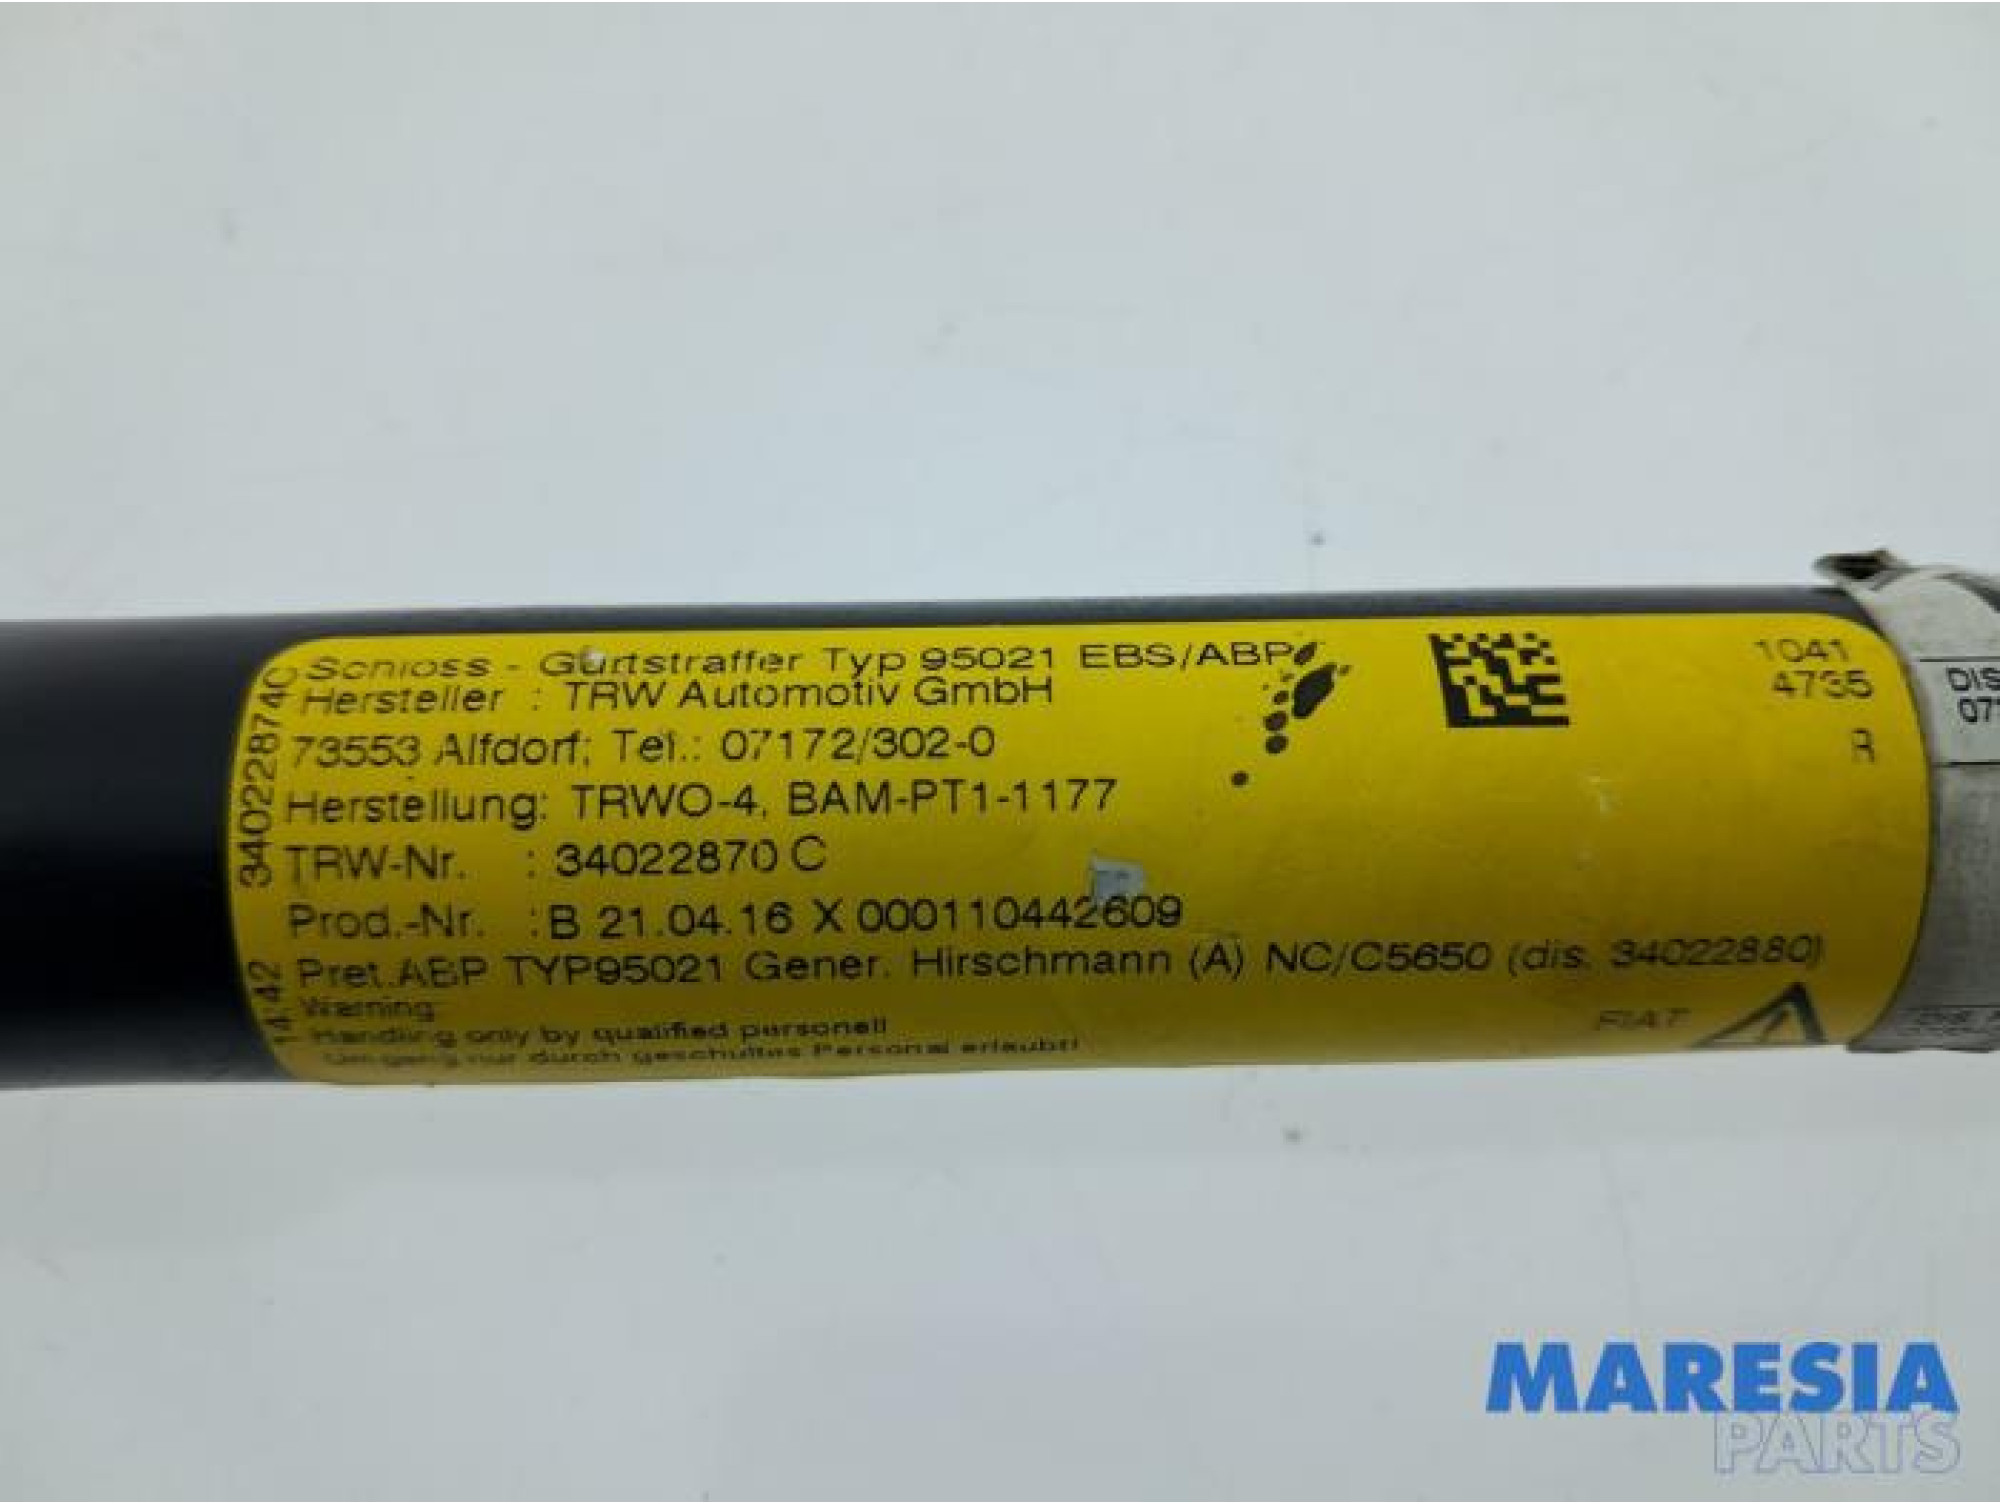 Schloss - Gurtstraffer Typ 95021 EBS/ABP
Hersteller : TRW Automotiv GmbH
73553 Alfdorf; Tel.: 07172/302-0
Herstellung: TRWO-4, BAM-PT1-1177
TRW-Nr. : 34022870 C
Prod.-Nr. :B 21.04.16 X 000110442609
Pret.ABP TYP95021 Gener. Hirschmann (A) NC/C5650 (dis. 34022880)
Warning:
Handling only by qualified personell
Umgang nur durch geschultes Personal erlaubt!
34022874C
14:42
1041
4735
R
FIAT
DIS
07
MARESIA
PARTS